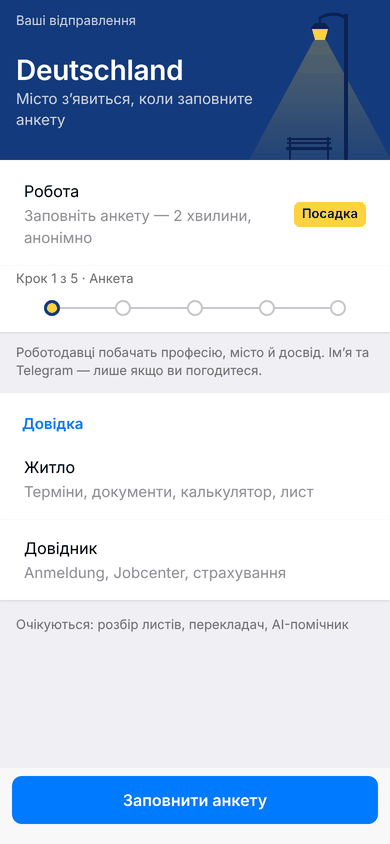 Ваші відправлення
Deutschland
Місто зʼявиться, коли заповните
анкету
Робота
Заповніть анкету — 2 хвилини,
анонімно
Посадка
Крок 1 з 5 · Анкета
Роботодавці побачать професію, місто й досвід. Імʼя та
Telegram — лише якщо ви погодитеся.
Довідка
Житло
Терміни, документи, калькулятор, лист
Довідник
Anmeldung, Jobcenter, страхування
Очікуються: розбір листів, перекладач, AI-помічник
Заповнити анкету